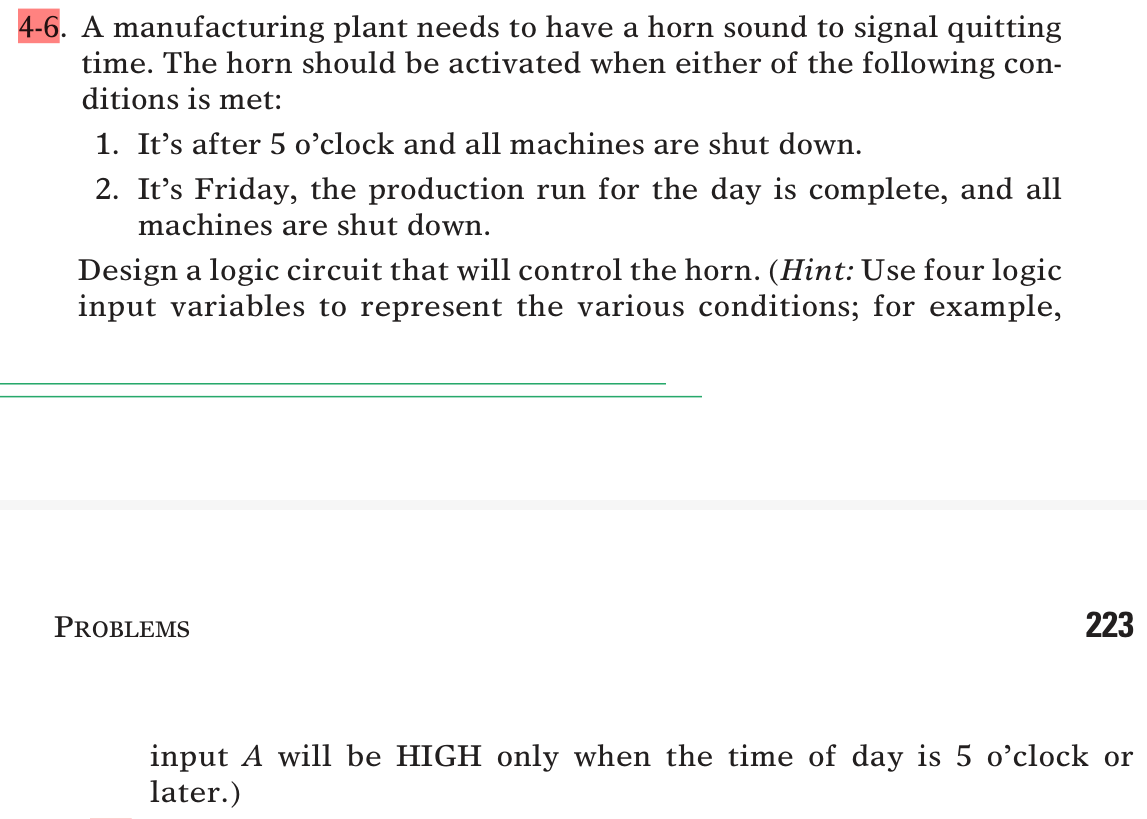 4-6. A manufacturing plant needs to have a horn sound to signal quitting
time. The horn should be activated when either of the following con-
ditions is met:
1. It’s after 5 o’clock and all machines are shut down.
2. It’s Friday, the production run for the day is complete, and all
machines are shut down.
Design a logic circuit that will control the horn. (Hint: Use four logic
input variables to represent the various conditions; for example,
PROBLEMS 223
input A will be HIGH only when the time of day is 5 o’clock or
later.)